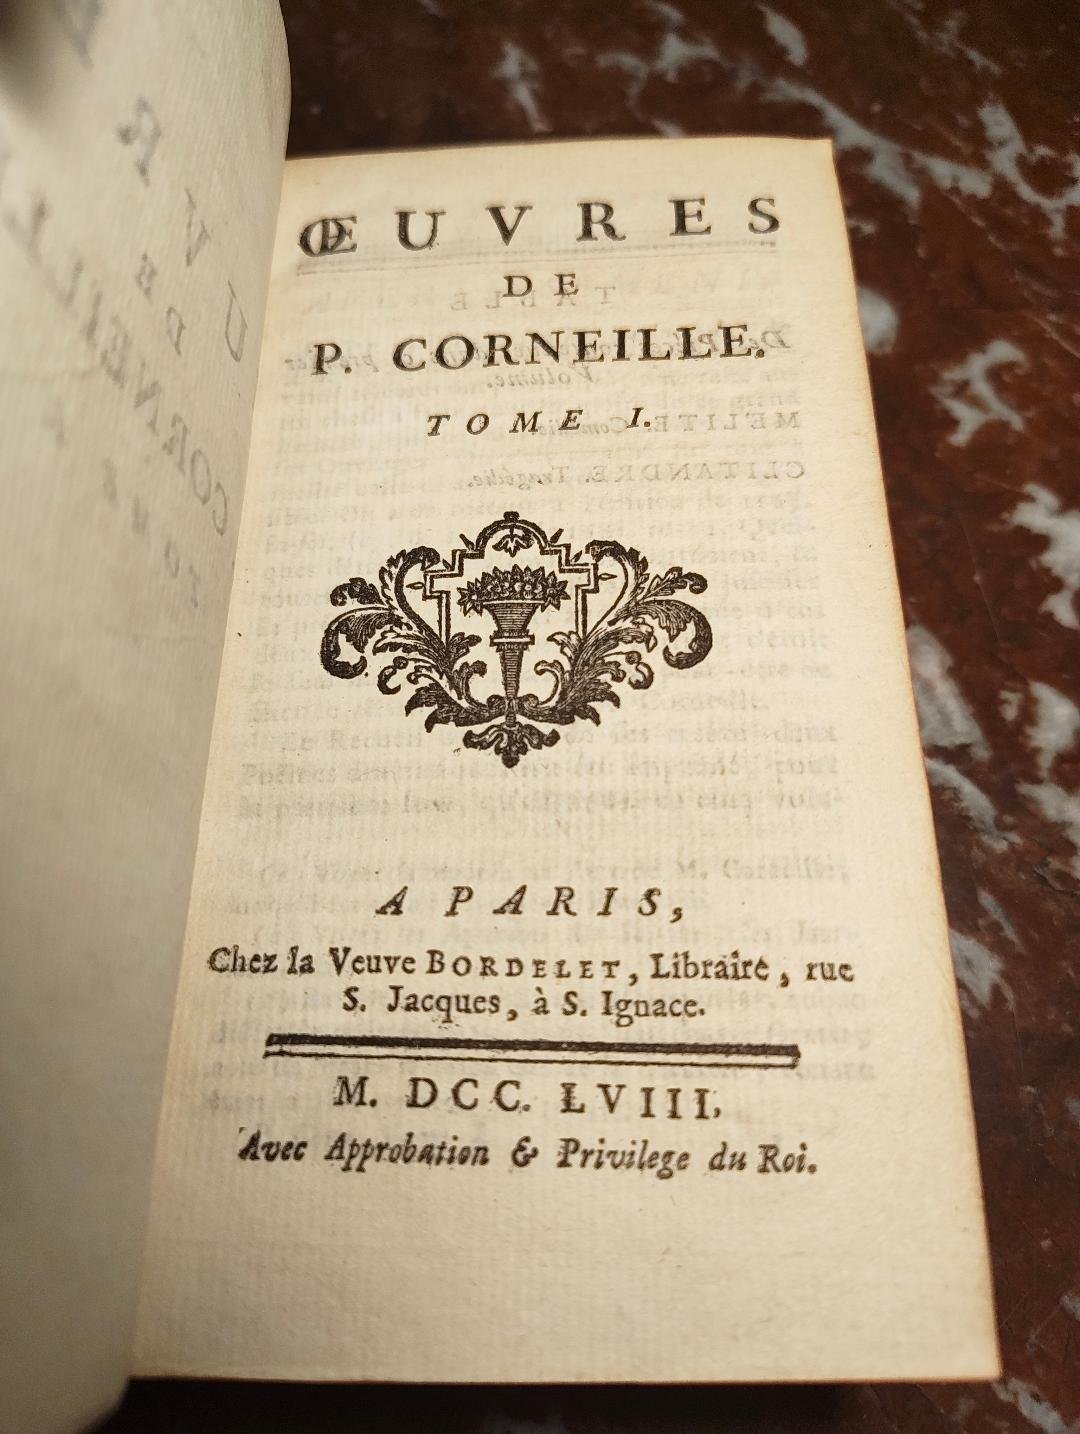 ŒUVRES
DE
P. CORNEILLE.
TOME I.
A PARIS,
Chez la Veuve BORDELET, Libraire, rue
S. Jacques, à S. Ignace.
M. DCC. LVIII.
Avec Approbation & Privilege du Roi.